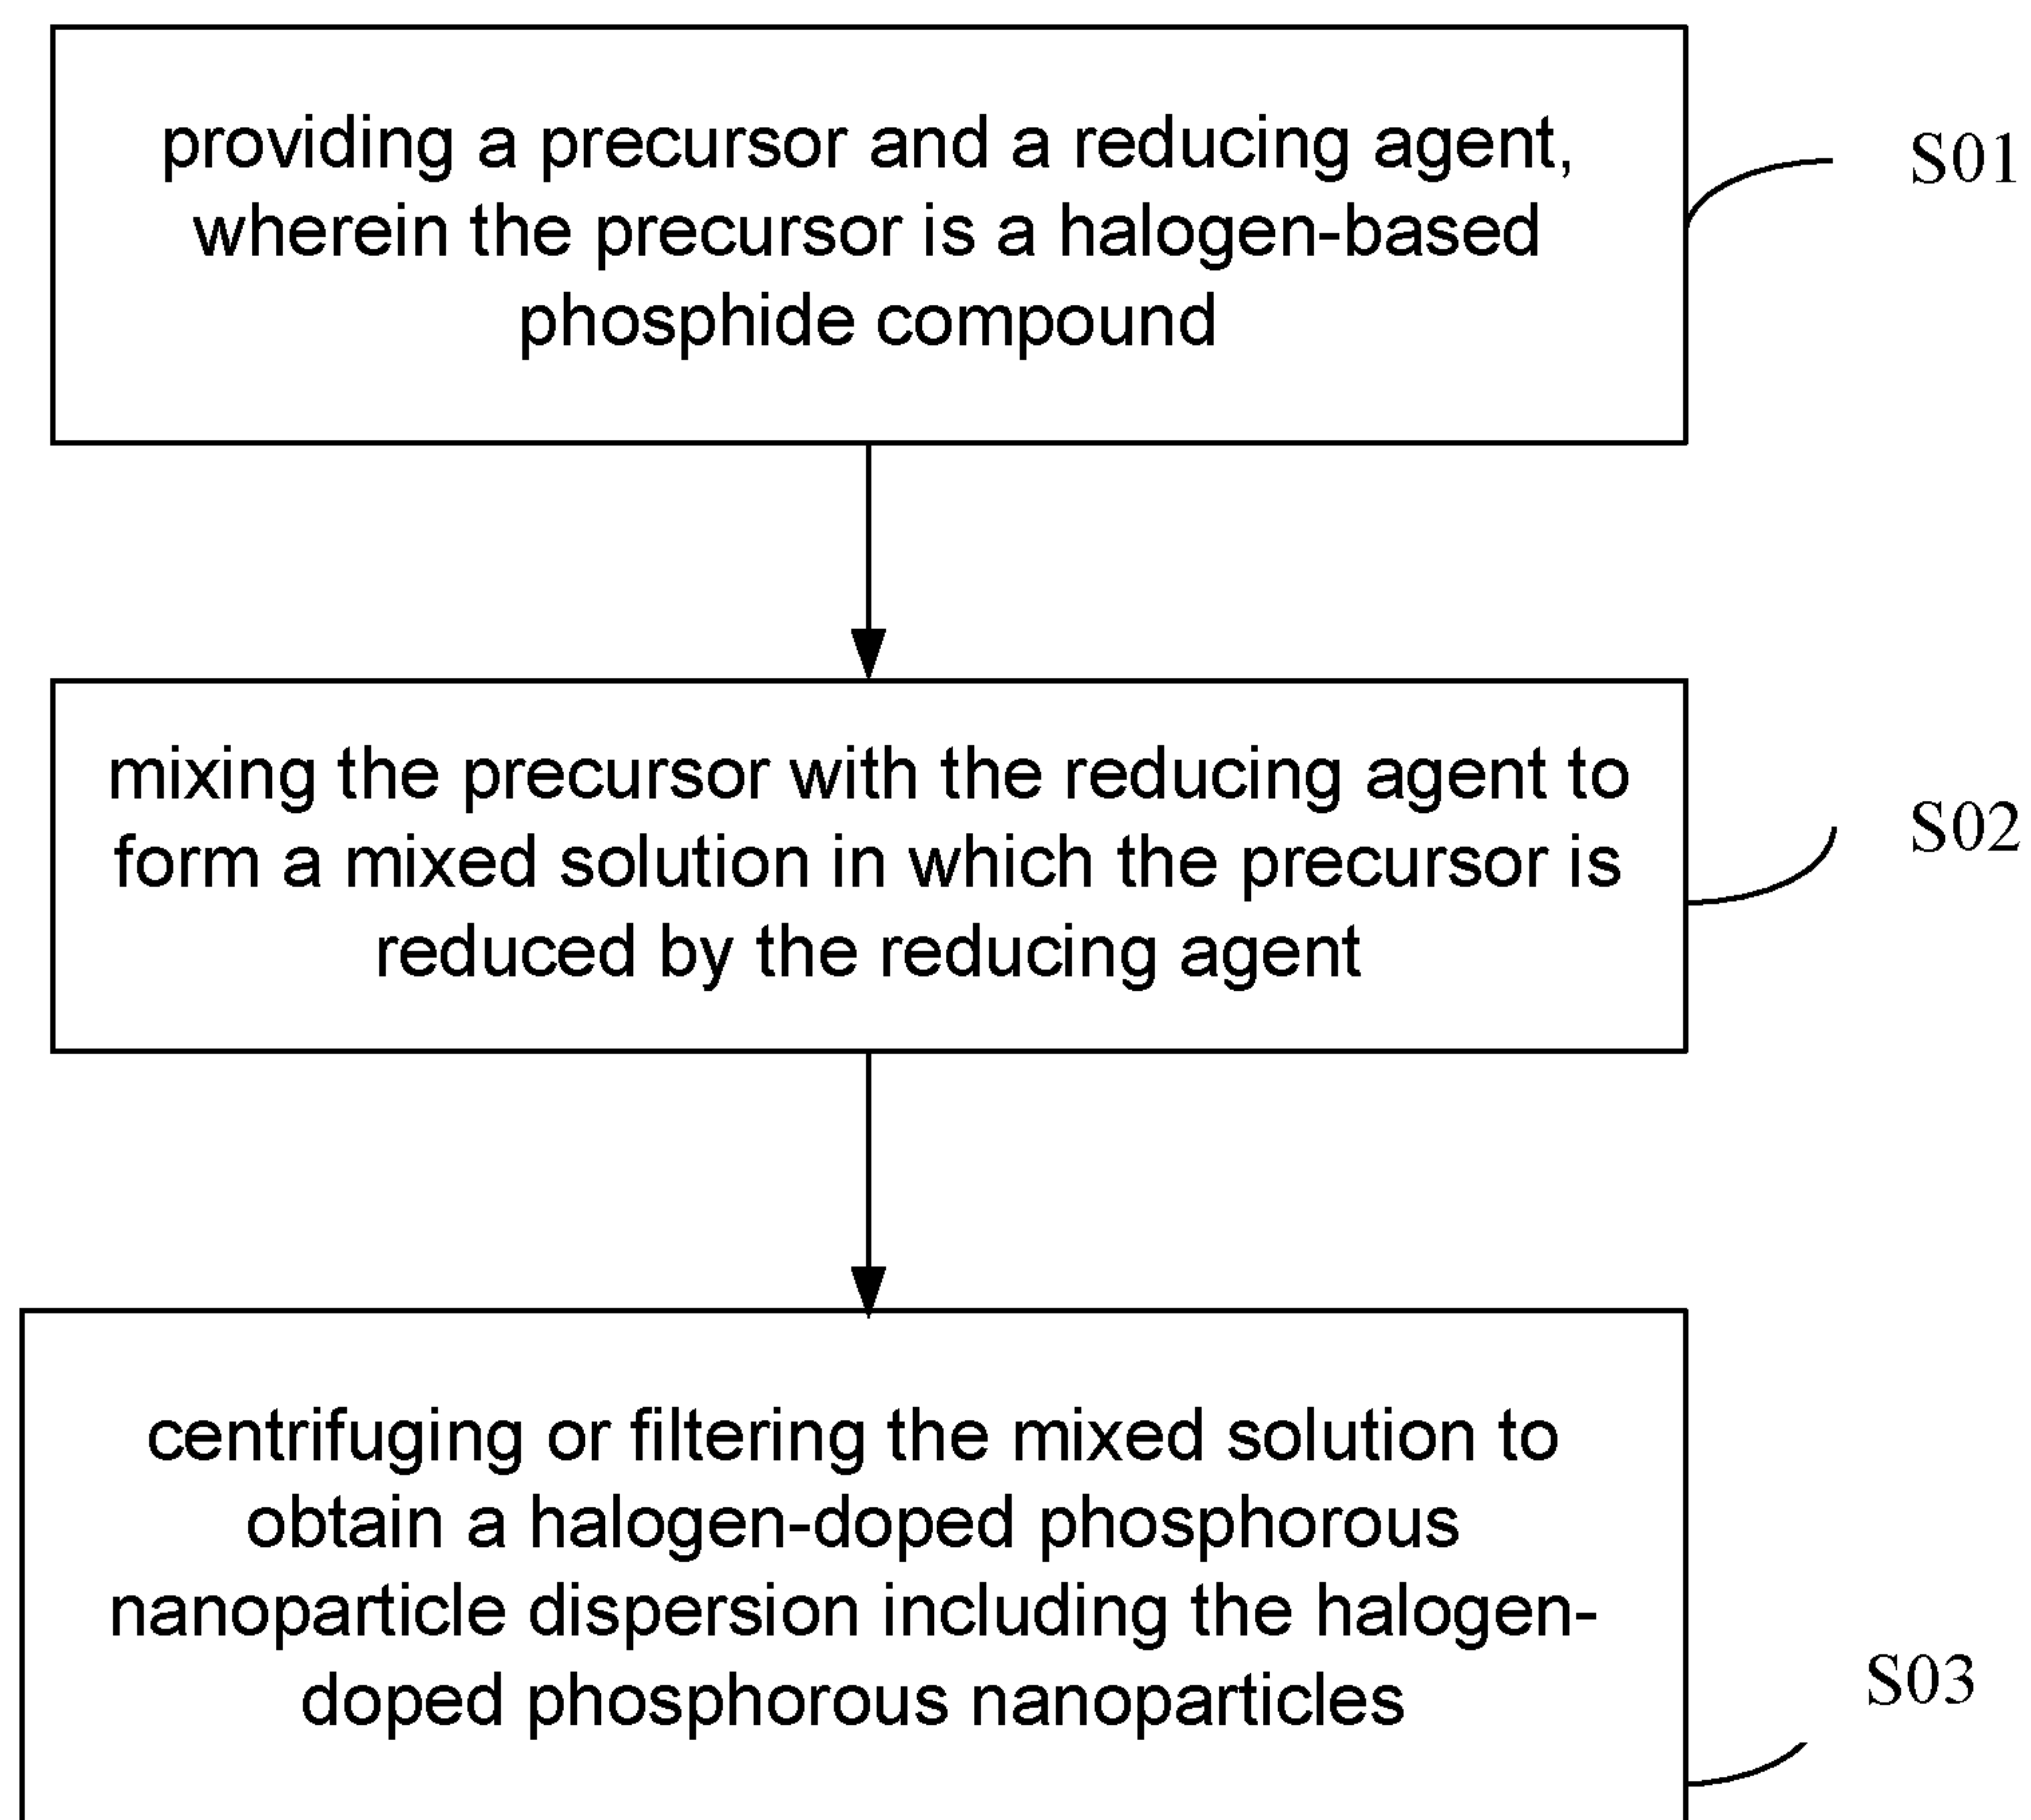 providing a precursor and a reducing agent,
wherein the precursor is a halogen-based
phosphide compound
S01
mixing the precursor with the reducing agent to
form a mixed solution in which the precursor is
reduced by the reducing agent
S02
centrifuging or filtering the mixed solution to
obtain a halogen-doped phosphorous
nanoparticle dispersion including the halogen-
doped phosphorous nanoparticles
S03